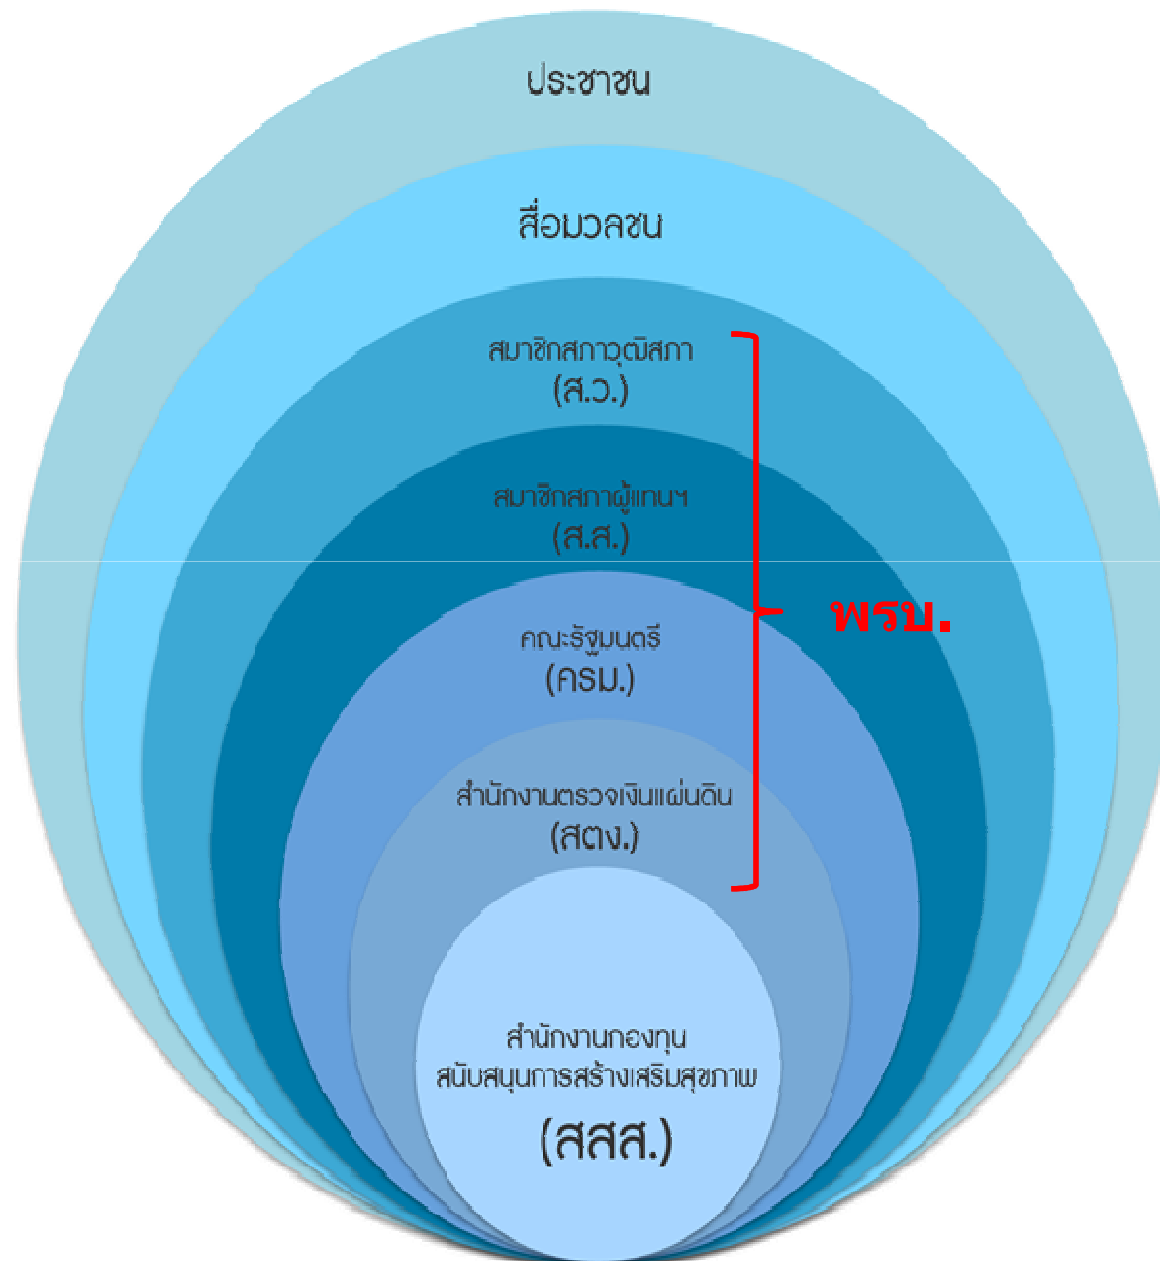 ประชาชน
สื่อมวลชน
สมาชิกสภาวุฒิสภา
(ส.ว.)
สมาชิกสภาผู้แทนฯ
(ส.ส.)
พรบ.
คณะรัฐมนตรี
(ครม.)
สำนักงานตรวจเงินแผ่นดิน
(สตง.)
สำนักงานกองทุน
สนับสนุนการสร้างเสริมสุขภาพ
(สสส.)